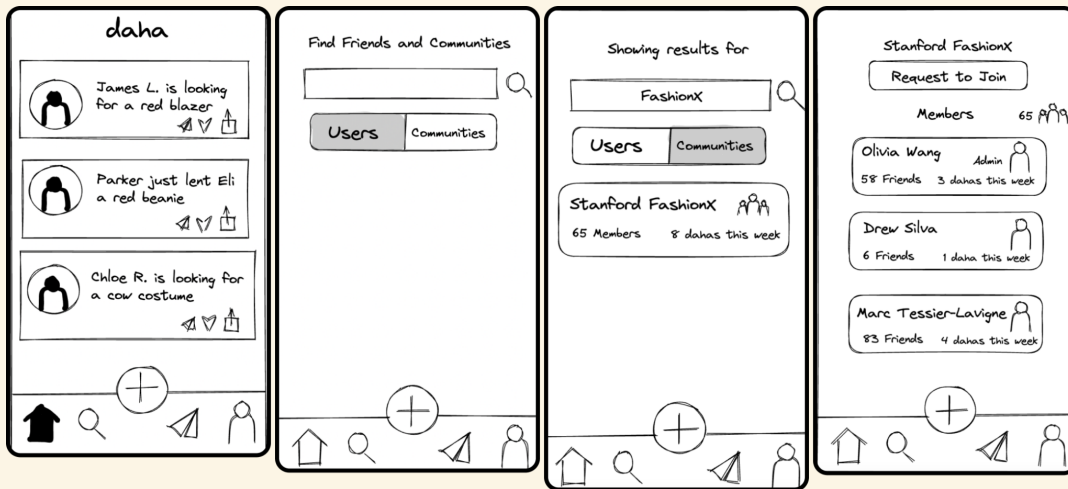 daha
James L. is looking
for a red blazer
Parker just lent Eli
a red beanie
Chloe R. is looking for
a cow costume
Find Friends and Communities
Users
Communities
Showing results for
FashionX
Users
Communities
Stanford FashionX
65 Members
8 dahas this week
Stanford FashionX
Request to Join
Members
65
Olivia Wang
Admin
58 Friends
3 dahas this week
Drew Silva
6 Friends
1 daha this week
Marc Tessier-Lavigne
83 Friends
4 dahas this week